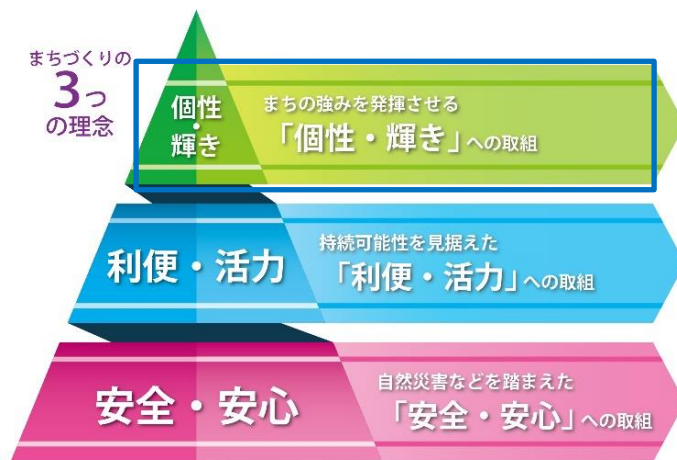 まちづくりの
3つ
の理念
個性
・
輝き
まちの強みを発揮させる
「個性・輝き」への取組
利便・活力
持続可能性を見据えた
「利便・活力」への取組
安全・安心
自然災害などを踏まえた
「安全・安心」への取組